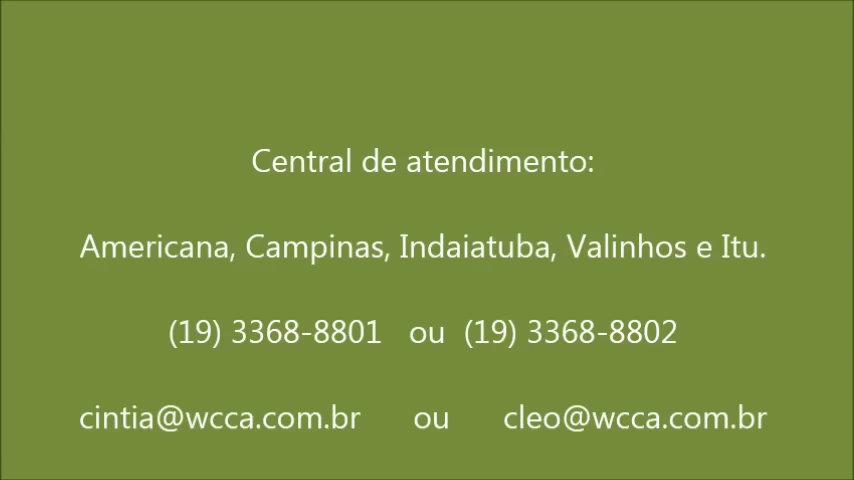 Central de atendimento:
Americana, Campinas, Indaiatuba, Valinhos e Itu.
(19) 3368-8801 ou (19) 3368-8802
cintia@wcca.com.br ou cleo@wcca.com.br